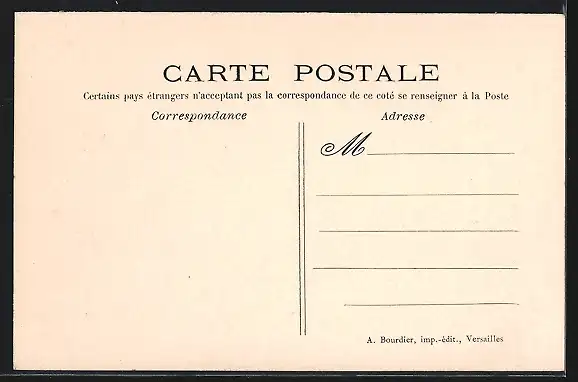 CARTE POSTALE
Certains pays étrangers n'acceptant pas la correspondance de ce coté se renseigner à la Poste
Correspondance
Adresse
M
A. Bourdier, imp.-édit., Versailles